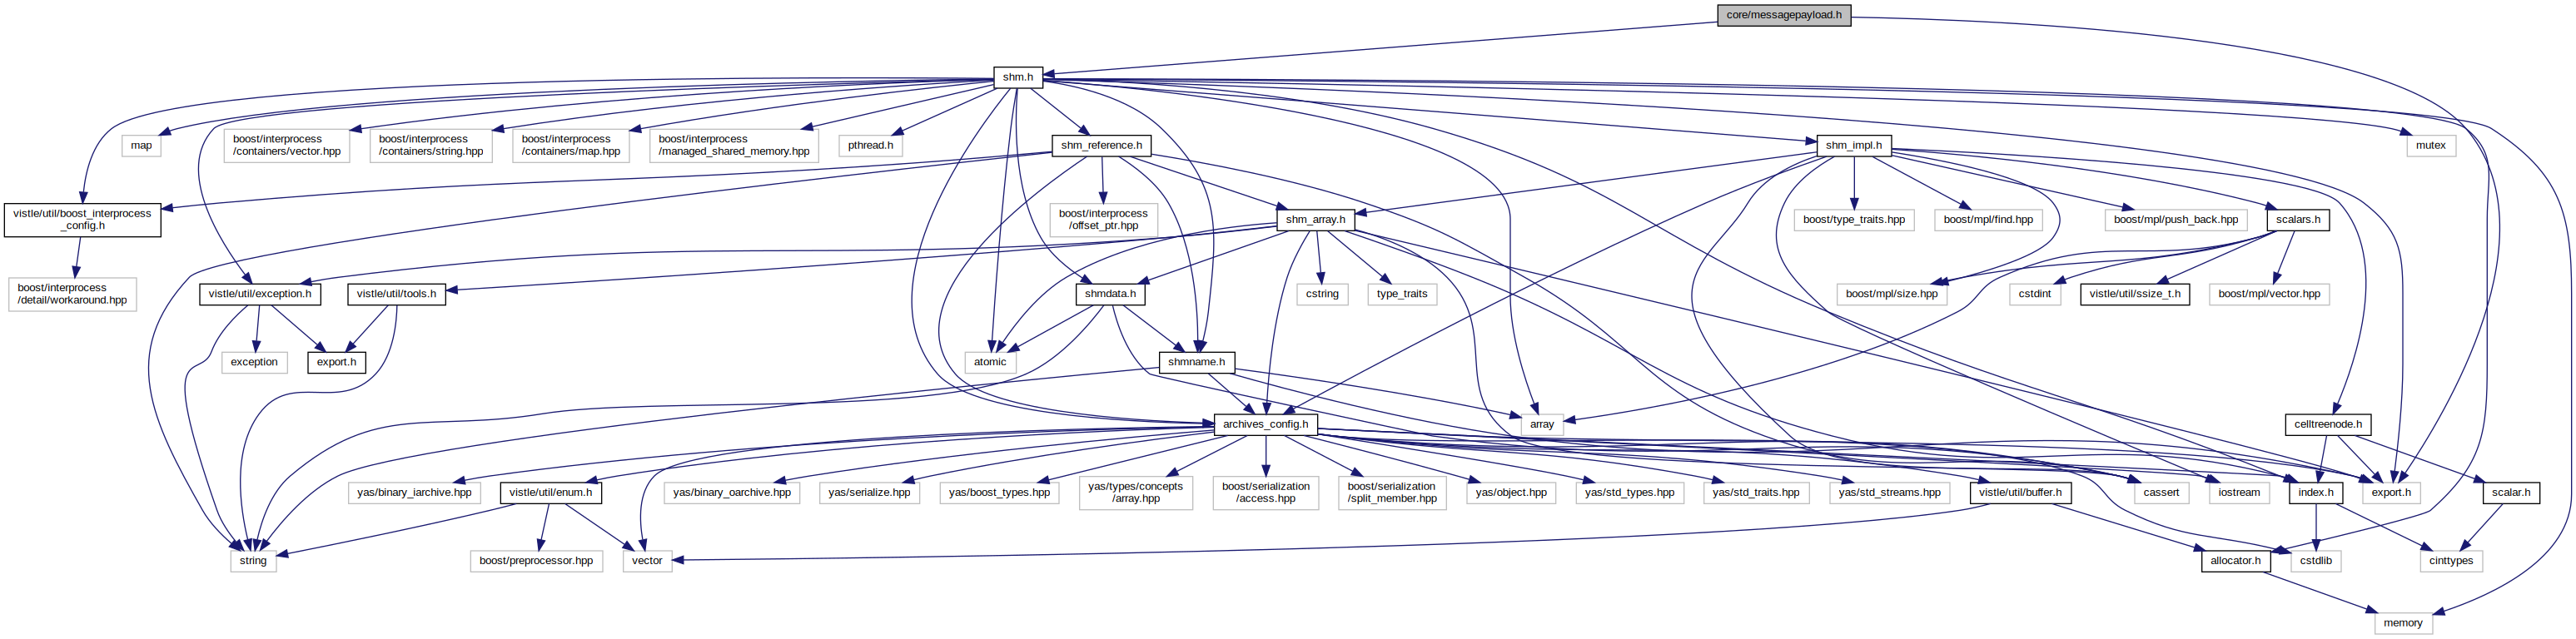 core/messagepayload.h
shm.h
map
boost/interprocess
/containers/vector.hpp
boost/interprocess
/containers/string.hpp
boost/interprocess
/containers/map.hpp
boost/interprocess
/managed_shared_memory.hpp
pthread.h
shm_reference.h
shm_impl.h
mutex
vistle/util/boost_interprocess
_config.h
boost/interprocess
/offset_ptr.hpp
shm_array.h
boost/type_traits.hpp
boost/mpl/find.hpp
boost/mpl/push_back.hpp
scalars.h
boost/interprocess
/detail/workaround.hpp
vistle/util/exception.h
vistle/util/tools.h
shmdata.h
cstring
type_traits
boost/mpl/size.hpp
cstdint
vistle/util/ssize_t.h
boost/mpl/vector.hpp
exception
export.h
atomic
shmname.h
archives_config.h
array
celltreenode.h
yas/binary_iarchive.hpp
vistle/util/enum.h
yas/binary_oarchive.hpp
yas/serialize.hpp
yas/boost_types.hpp
yas/types/concepts
/array.hpp
boost/serialization
/access.hpp
boost/serialization
/split_member.hpp
yas/object.hpp
yas/std_types.hpp
yas/std_traits.hpp
yas/std_streams.hpp
vistle/util/buffer.h
cassert
iostream
index.h
export.h
scalar.h
string
boost/preprocessor.hpp
vector
allocator.h
cstdlib
cinttypes
memory